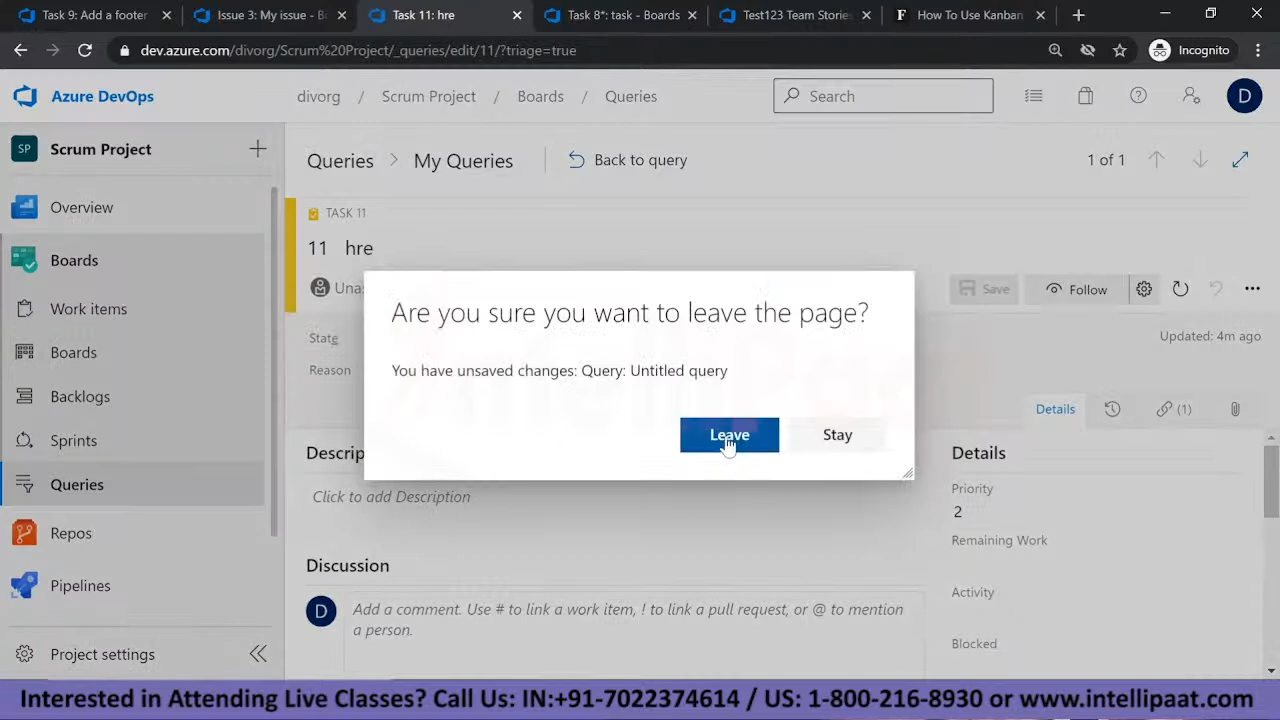 Task 9: Add a footer
Issue 3: My issue - B
Task 11: hre
Task 8*: task - Boards
Test123 Team Stories
How To Use Kanban
dev.azure.com/divorg/Scrum%20Project/_queries/edit/11/?triage=true
Incognito
Azure DevOps
divorg / Scrum Project / Boards / Queries
Search
D
SP Scrum Project
Overview
Boards
Work items
Boards
Backlogs
Sprints
Queries
Repos
Pipelines
Project settings
Queries > My Queries
Back to query
1 of 1
TASK 11
11 hre
Una
Save
Follow
State
Reason
Updated: 4m ago
Details
(1)
Are you sure you want to leave the page?
You have unsaved changes: Query: Untitled query
Leave
Stay
Descrip
Click to add Description
Discussion
D
Add a comment. Use # to link a work item, ! to link a pull request, or @ to mention
a person.
Details
Priority
2
Remaining Work
Activity
Blocked
Interested in Attending Live Classes? Call Us: IN:+91-7022374614 / US: 1-800-216-8930 or www.intellipaat.com